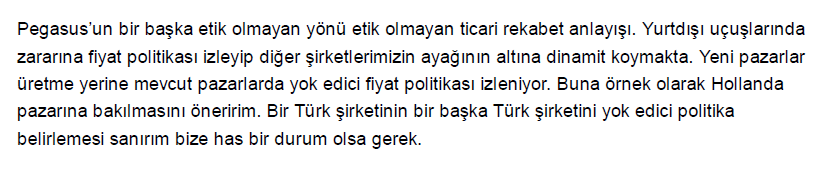 Pegasus’un bir başka etik olmayan yönü etik olmayan ticari rekabet anlayışı. Yurtdışı uçuşlarında
zararına fiyat politikası izleyip diğer şirketlerimizin ayağının altına dinamit koymakta. Yeni pazarlar
üretme yerine mevcut pazarlarda yok edici fiyat politikası izleniyor. Buna örnek olarak Hollanda
pazarına bakılmasını öneririm. Bir Türk şirketinin bir başka Türk şirketini yok edici politika
belirlemesi sanırım bize has bir durum olsa gerek.